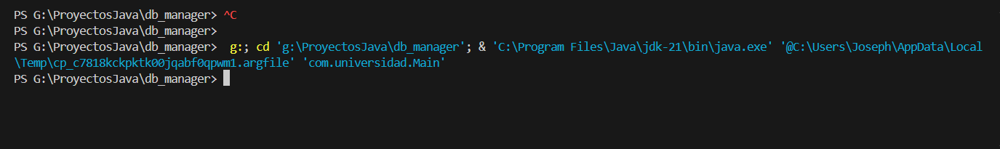 PS G:\ProyectosJava\db_manager> ^C
PS G:\ProyectosJava\db_manager>
PS G:\ProyectosJava\db_manager>  g:; cd 'g:\ProyectosJava\db_manager'; & 'C:\Program Files\Java\jdk-21\bin\java.exe' '@C:\Users\Joseph\AppData\Local
\Temp\cp_c7818kckpktk00jqabf0qpwm1.argfile' 'com.universidad.Main'
PS G:\ProyectosJava\db_manager>